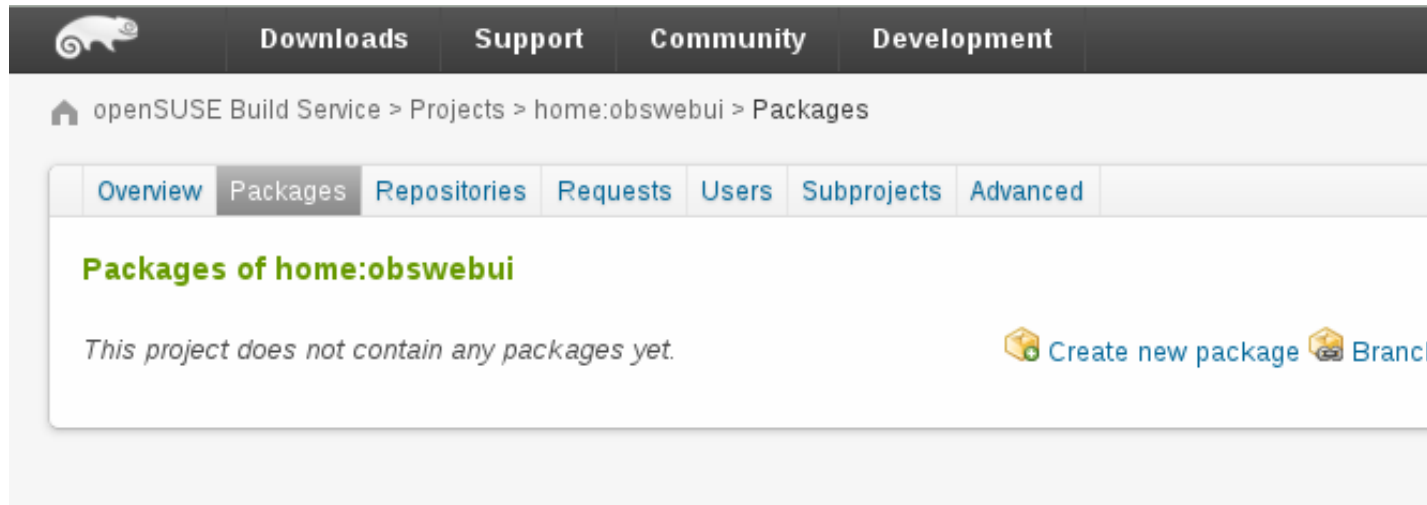 Downloads Support Community Development
openSUSE Build Service > Projects > home:obswebui > Packages
Overview Packages Repositories Requests Users Subprojects Advanced
Packages of home:obswebui
This project does not contain any packages yet. Create new package